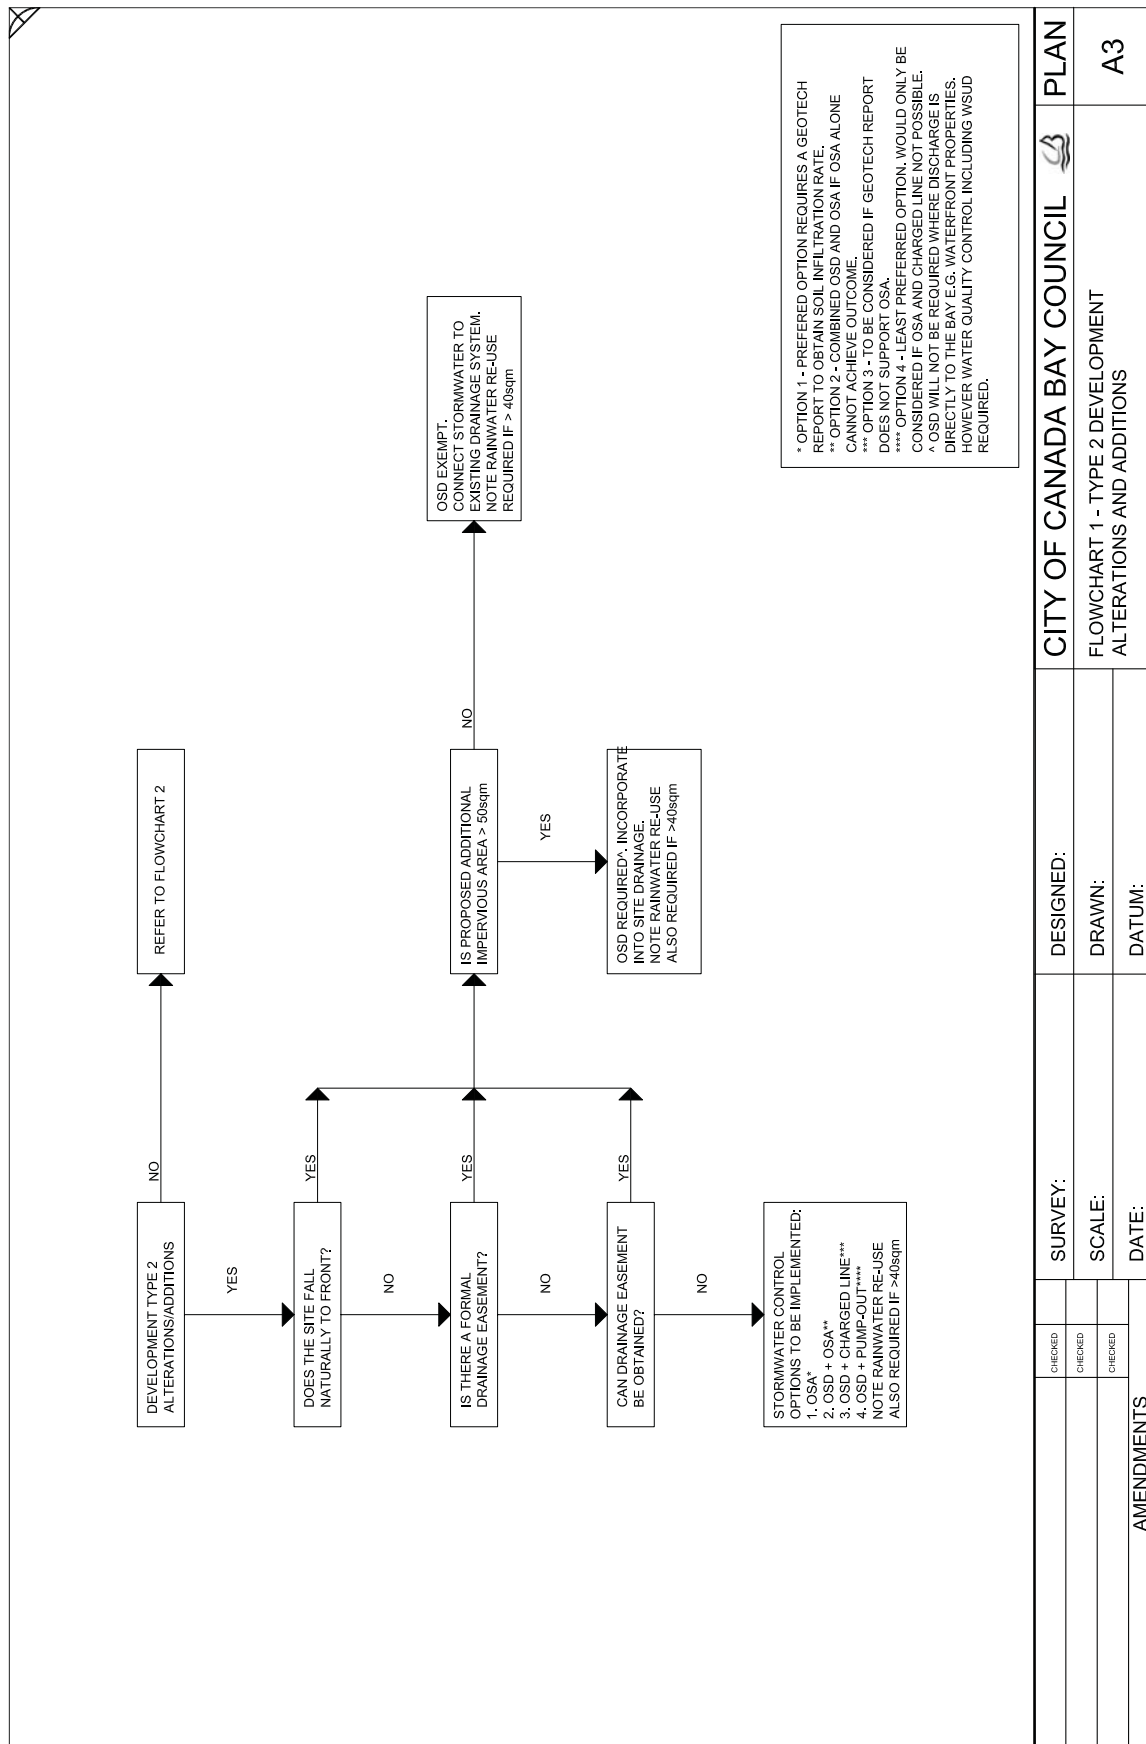 DEVELOPMENT TYPE 2
ALTERATIONS/ADDITIONS
NO
REFER TO FLOWCHART 2
YES
DOES THE SITE FALL
NATURALLY TO FRONT?
YES
NO
IS THERE A FORMAL
DRAINAGE EASEMENT?
YES
IS PROPOSED ADDITIONAL
IMPERVIOUS AREA > 50sqm
NO
OSD EXEMPT.
CONNECT STORMWATER TO
EXISTING DRAINAGE SYSTEM.
NOTE RAINWATER RE-USE
REQUIRED IF > 40sqm
NO
YES
CAN DRAINAGE EASEMENT
BE OBTAINED?
YES
OSD REQUIRED^. INCORPORATE
INTO SITE DRAINAGE.
NOTE RAINWATER RE-USE
ALSO REQUIRED IF >40sqm
NO
STORMWATER CONTROL
OPTIONS TO BE IMPLEMENTED:
1. OSA*
2. OSD + OSA**
3. OSD + CHARGED LINE***
4. OSD + PUMP-OUT****
NOTE RAINWATER RE-USE
ALSO REQUIRED IF >40sqm
* OPTION 1 - PREFERED OPTION REQUIRES A GEOTECH
REPORT TO OBTAIN SOIL INFILTRATION RATE.
** OPTION 2 - COMBINED OSD AND OSA IF OSA ALONE
CANNOT ACHIEVE OUTCOME.
*** OPTION 3 - TO BE CONSIDERED IF GEOTECH REPORT
DOES NOT SUPPORT OSA.
**** OPTION 4 - LEAST PREFERRED OPTION. WOULD ONLY BE
CONSIDERED IF OSA AND CHARGED LINE NOT POSSIBLE.
^ OSD WILL NOT BE REQUIRED WHERE DISCHARGE IS
DIRECTLY TO THE BAY E.G. WATERFRONT PROPERTIES.
HOWEVER WATER QUALITY CONTROL INCLUDING WSUD
REQUIRED.
AMENDMENTS
CHECKED
CHECKED
CHECKED
SURVEY:
SCALE:
DATE:
DESIGNED:
DRAWN:
DATUM:
CITY OF CANADA BAY COUNCIL
PLAN
FLOWCHART 1 - TYPE 2 DEVELOPMENT
ALTERATIONS AND ADDITIONS
A3